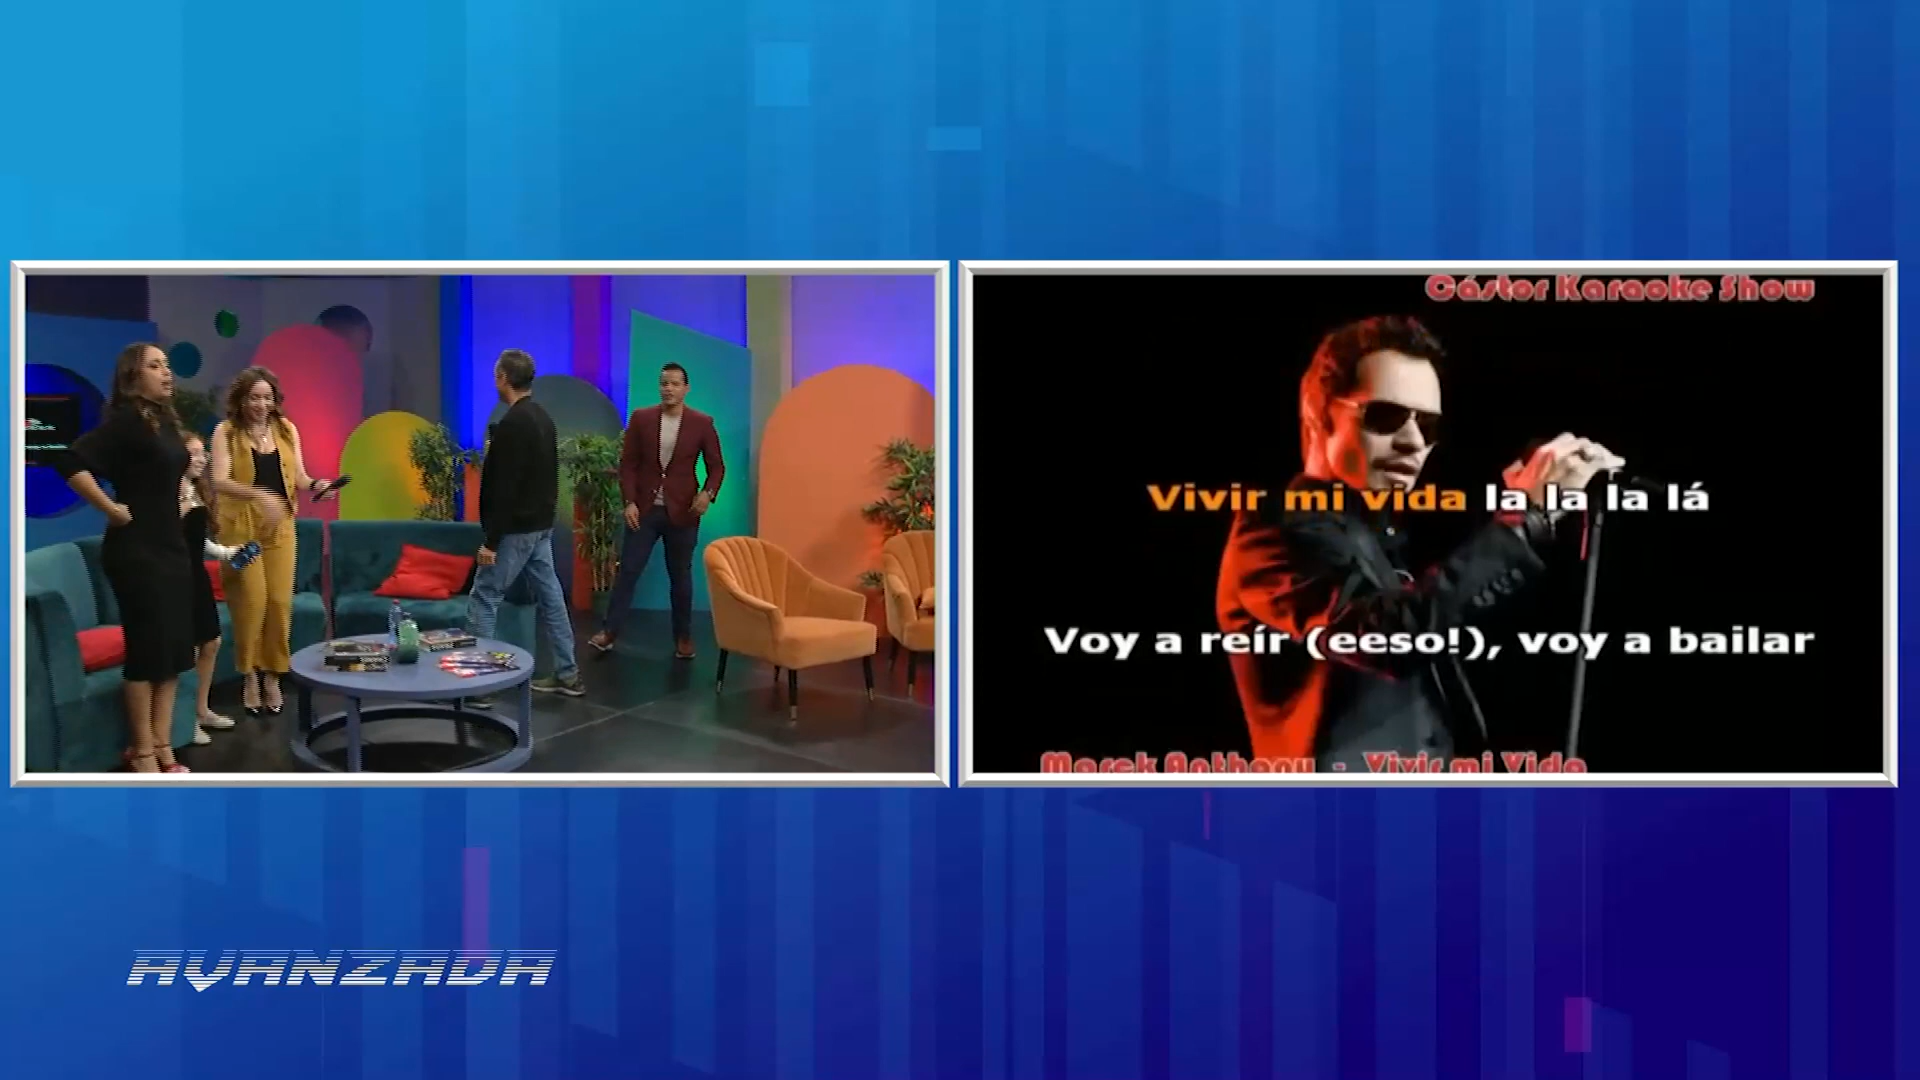 Cástor Karaoke Show
Vivir mi vida la la la lá
Voy a reír (eeso!), voy a bailar
Marck Anthony - Vivir mi Vida
AVANZADA